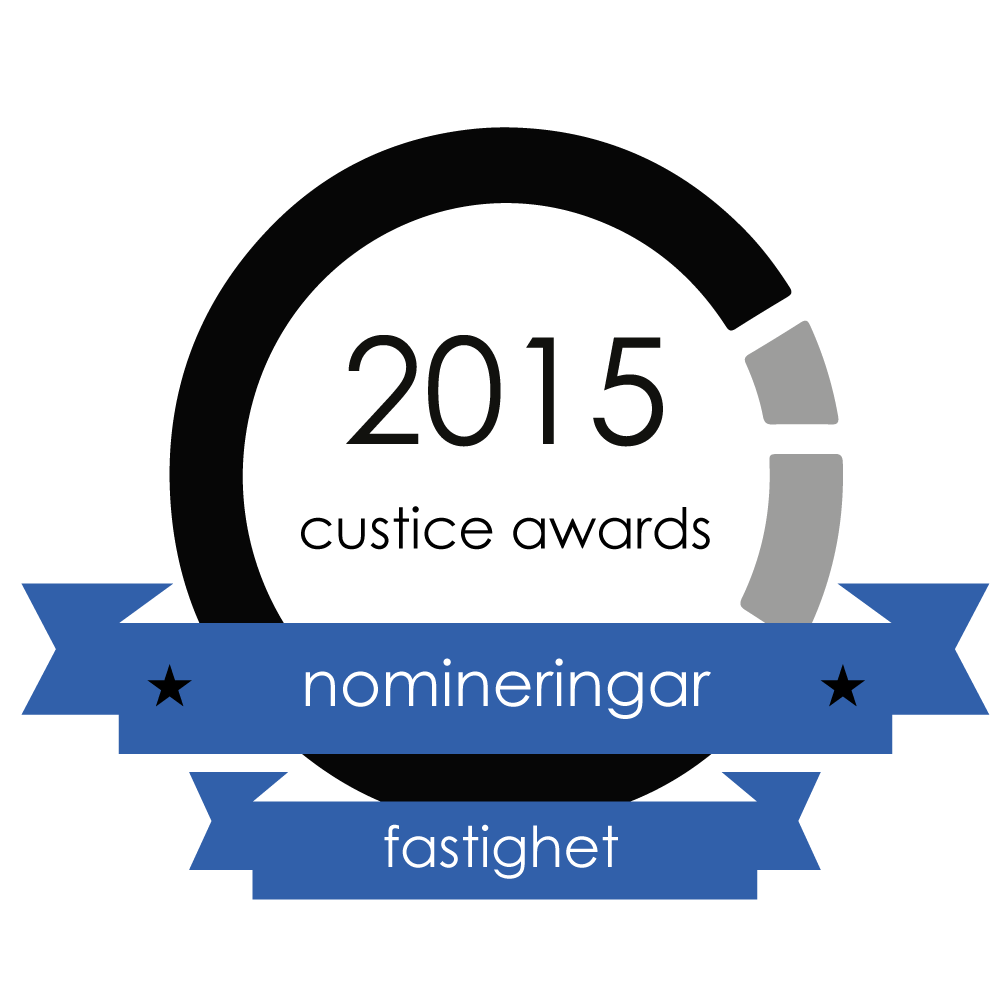 2015
custice awards
nomineringar
fastighet